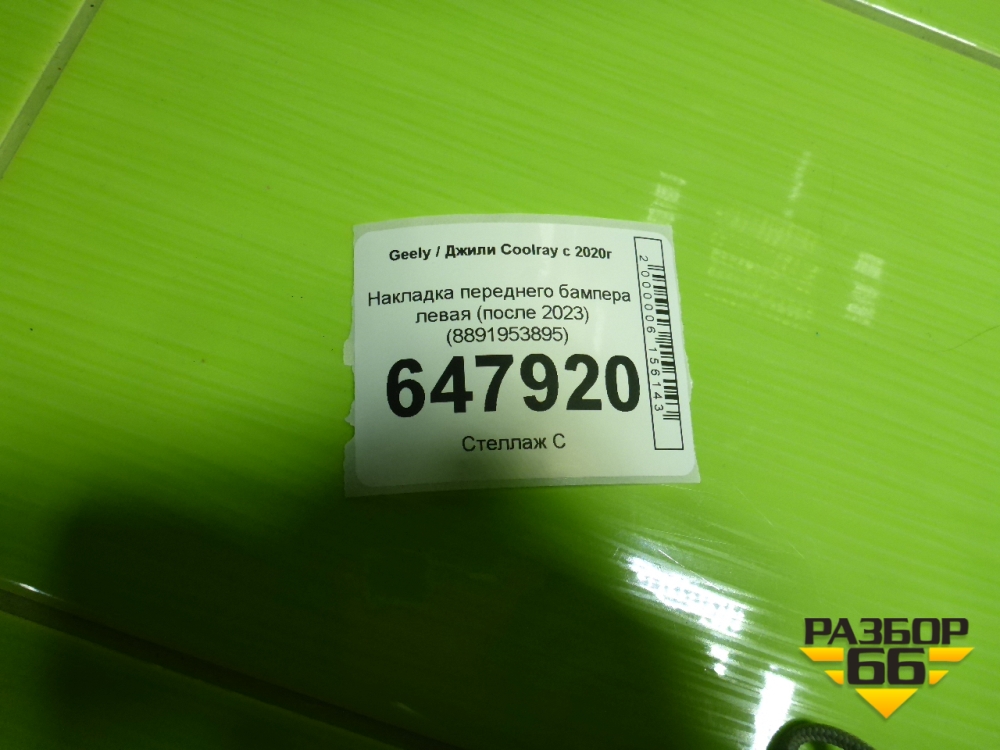 Geely / Джили Coolray с 2020г
Накладка переднего бампера
левая (после 2023)
(8891953895)
647920
Стеллаж С
2000006156143
РАЗБОР
66